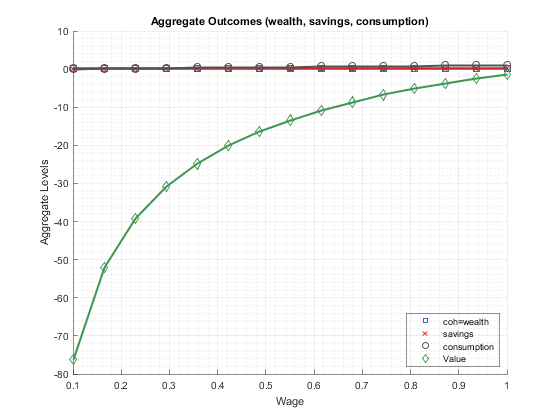 Aggregate Outcomes (wealth, savings, consumption)
10
0
-10
-20
-30
-40
-50
-60
-70
-80
Aggregate Levels
0.1
0.2
0.3
0.4
0.5
0.6
0.7
0.8
0.9
1
Wage
coh=wealth
savings
consumption
Value